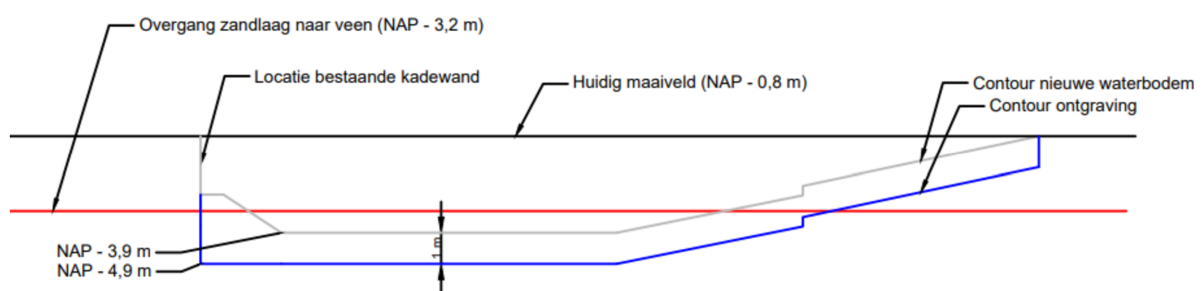 Overgang zandlaag naar veen (NAP - 3,2 m)
Locatie bestaande kadewand
Huidig maaiveld (NAP - 0,8 m)
Contour nieuwe waterbodem
Contour ontgraving
NAP - 3,9 m
NAP - 4,9 m
1 m